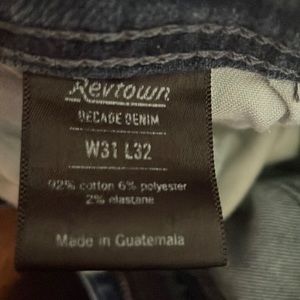 Revtown
DECADE DENIM
W31 L32
92% cotton 6% polyester
2% elastane
Made in Guatemala